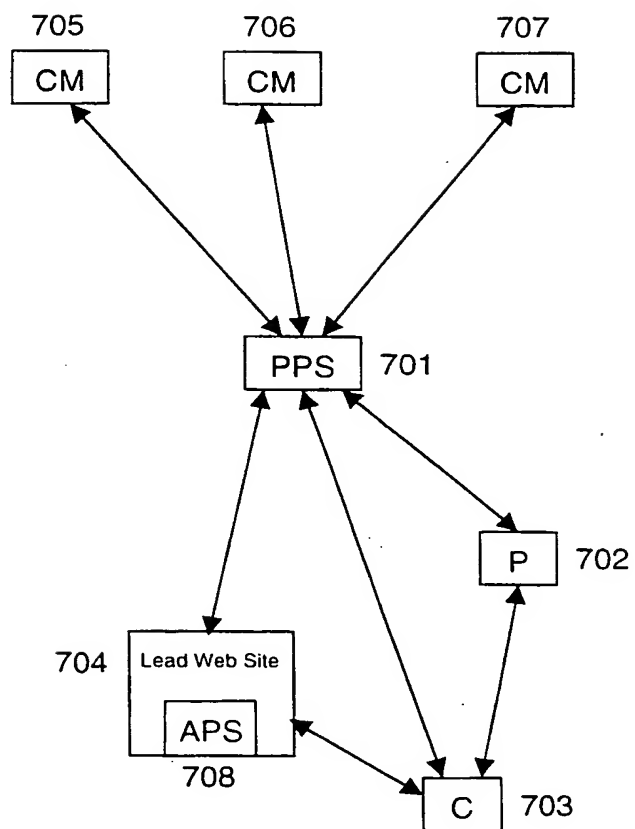 705 706 707
CM CM CM
PPS 701
P 702
704 Lead Web Site
APS
708
C 703